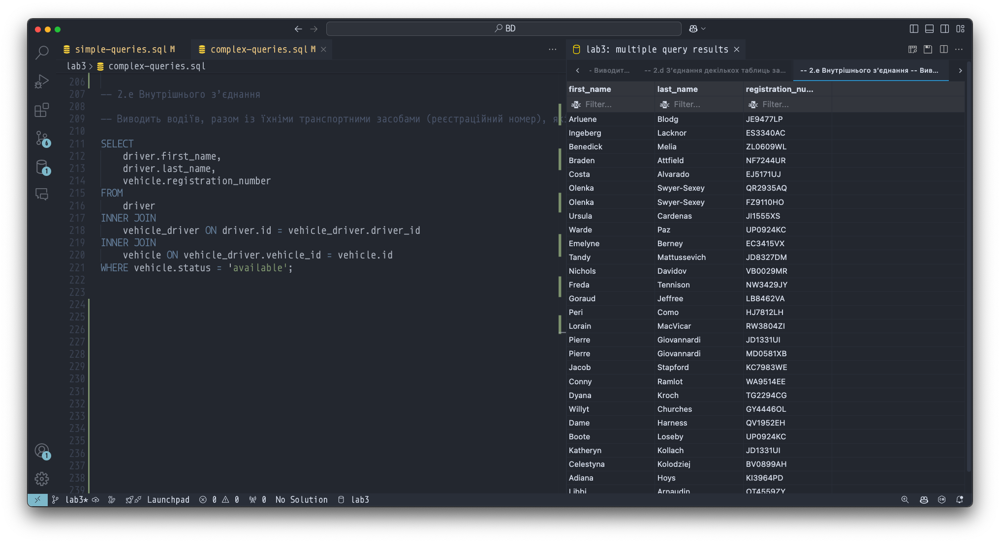 BD
simple-queries.sql M
complex-queries.sql M
lab3: multiple query results
lab3 > complex-queries.sql
206
207 -- 2.e Внутрішнього з’єднання
208
209 -- Виводить водіїв, разом із їхніми транспортними засобами (реєстраційний номер), як
210
211 SELECT
212 driver.first_name,
213 driver.last_name,
214 vehicle.registration_number
215 FROM
216 driver
217 INNER JOIN
218 vehicle_driver ON driver.id = vehicle_driver.driver_id
219 INNER JOIN
220 vehicle ON vehicle_driver.vehicle_id = vehicle.id
221 WHERE vehicle.status = 'available';
222
223
224
225
226
227
228
229
230
231
232
233
234
235
236
237
238
239
6
1
1
- Виводит...
-- 2.d З’єднання декількох таблиць за...
-- 2.e Внутрішнього з’єднання -- Вив...
first_name last_name registration_nu...
abc Filter... abc Filter... abc Filter...
Arluene Blodg JE9477LP
Ingeberg Lacknor ES3340AC
Benedick Melia ZL0609WL
Braden Attfield NF7244UR
Costa Alvarado EJ5171UJ
Olenka Swyer-Sexey QR2935AQ
Olenka Swyer-Sexey FZ9110HO
Ursula Cardenas JI1555XS
Warde Paz UP0924KC
Emelyne Berney EC3415VX
Tandy Mattussevich JD8327DM
Nichols Davidov VB0029MR
Freda Tennison NW3429JY
Goraud Jeffree LB8462VA
Peri Como HJ7812LH
Lorain MacVicar RW3804ZI
Pierre Giovannardi JD1331UI
Pierre Giovannardi MD0581XB
Jacob Stapford KC7983WE
Conny Ramlot WA9514EE
Dyana Kroch TG2294CG
Willyt Churches GY4446OL
Dame Harness QV1952EH
Boote Loseby UP0924KC
Katheryn Kollach JD1331UI
Celestyna Kolodziej BV0899AH
Adiana Hoys KI3964PD
Libbi Arnaudin OT4559ZY
lab3* Launchpad 0 0 0 No Solution lab3